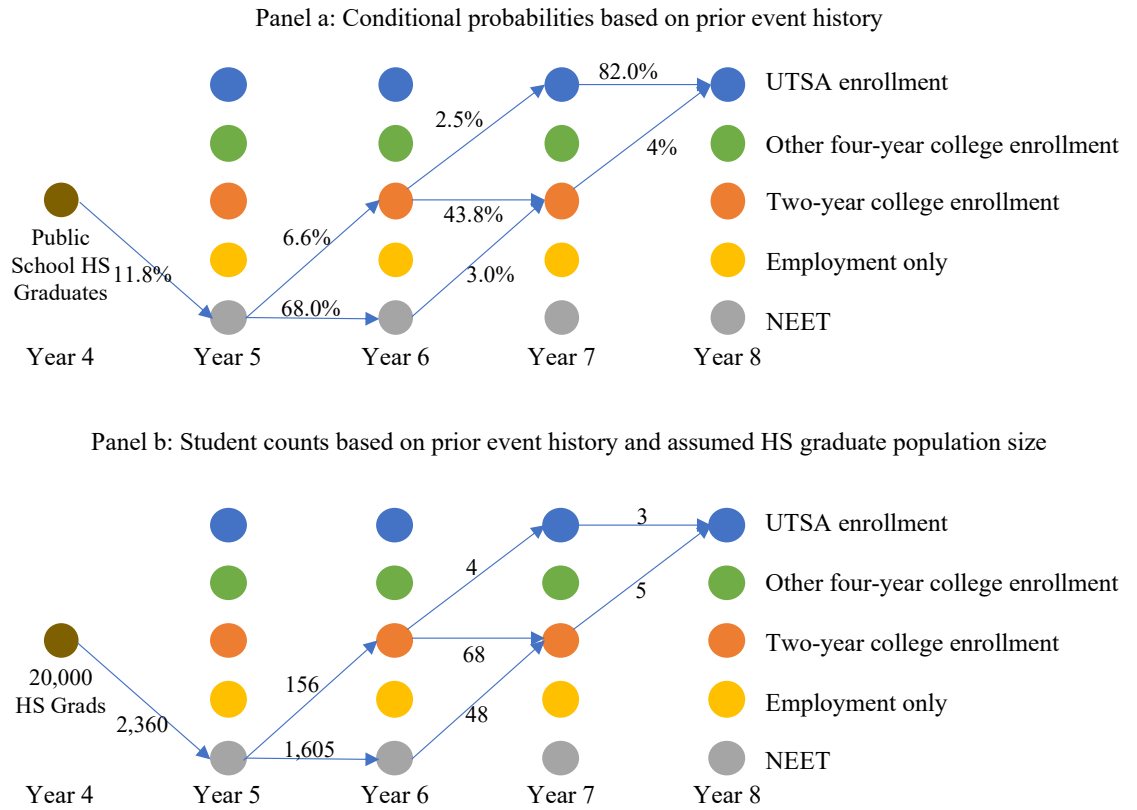 Panel a: Conditional probabilities based on prior event history
82.0%
UTSA enrollment
2.5%
4%
Other four-year college enrollment
43.8%
Two-year college enrollment
Public
School HS
Graduates
6.6%
11.8%
3.0%
Employment only
68.0%
NEET
Year 4
Year 5
Year 6
Year 7
Year 8
Panel b: Student counts based on prior event history and assumed HS graduate population size
3
UTSA enrollment
4
5
Other four-year college enrollment
68
Two-year college enrollment
20,000
HS Grads
156
2,360
48
Employment only
1,605
NEET
Year 4
Year 5
Year 6
Year 7
Year 8